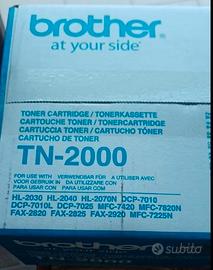 brother
at your side
TONER CARTRIDGE / TONERKASSETTE
CARTOUCHE TONER / TONERCARTRIDGE
CARTUCCIA TONER / CARTUCHO TÓNER
CARTUCHO DE TONER
TN-2000
FOR USE WITH VERWENDBAR FÜR A UTILISER AVEC
VOOR GEBRUIK IN DA UTILIZZARE CON
PARA USAR CON PARA USAR COM
HL-2030 HL-2040 HL-2070N DCP-7010
DCP-7010L DCP-7025 MFC-7420 MFC-7820N
FAX-2820 FAX-2825 FAX-2920 MFC-7225N
brother
subito